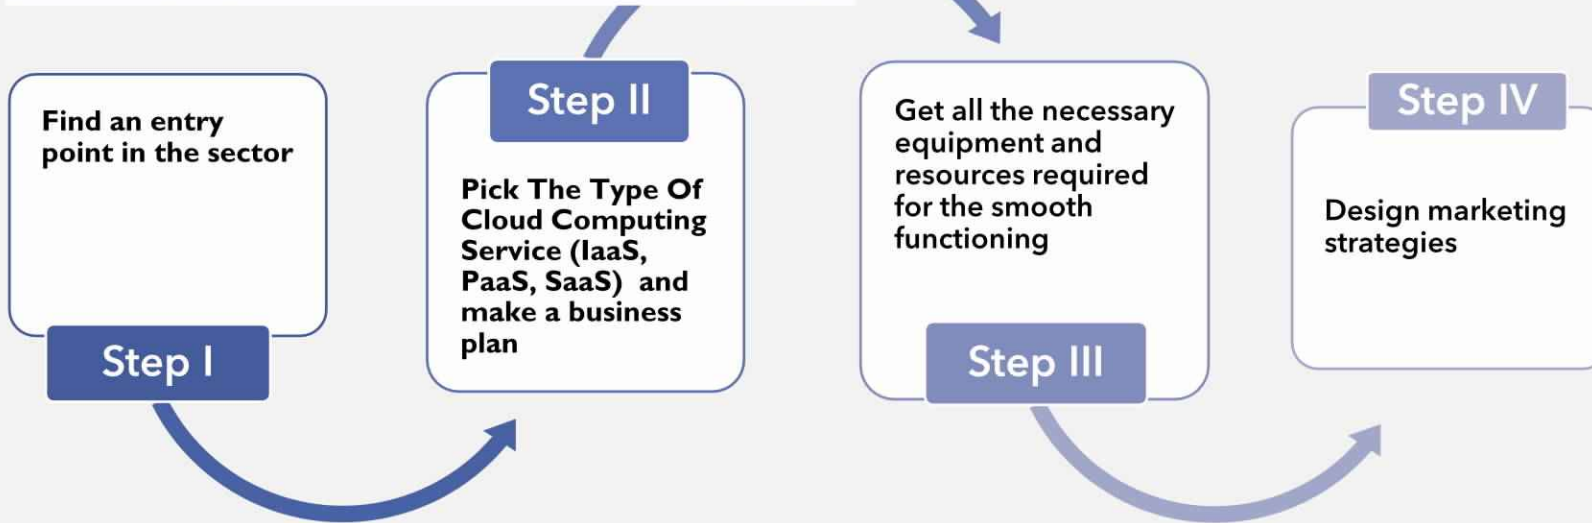 Find an entry
point in the sector
Step I
Step II
Pick The Type Of
Cloud Computing
Service (IaaS,
PaaS, SaaS)  and
make a business
plan
Get all the necessary
equipment and
resources required
for the smooth
functioning
Step III
Step IV
Design marketing
strategies